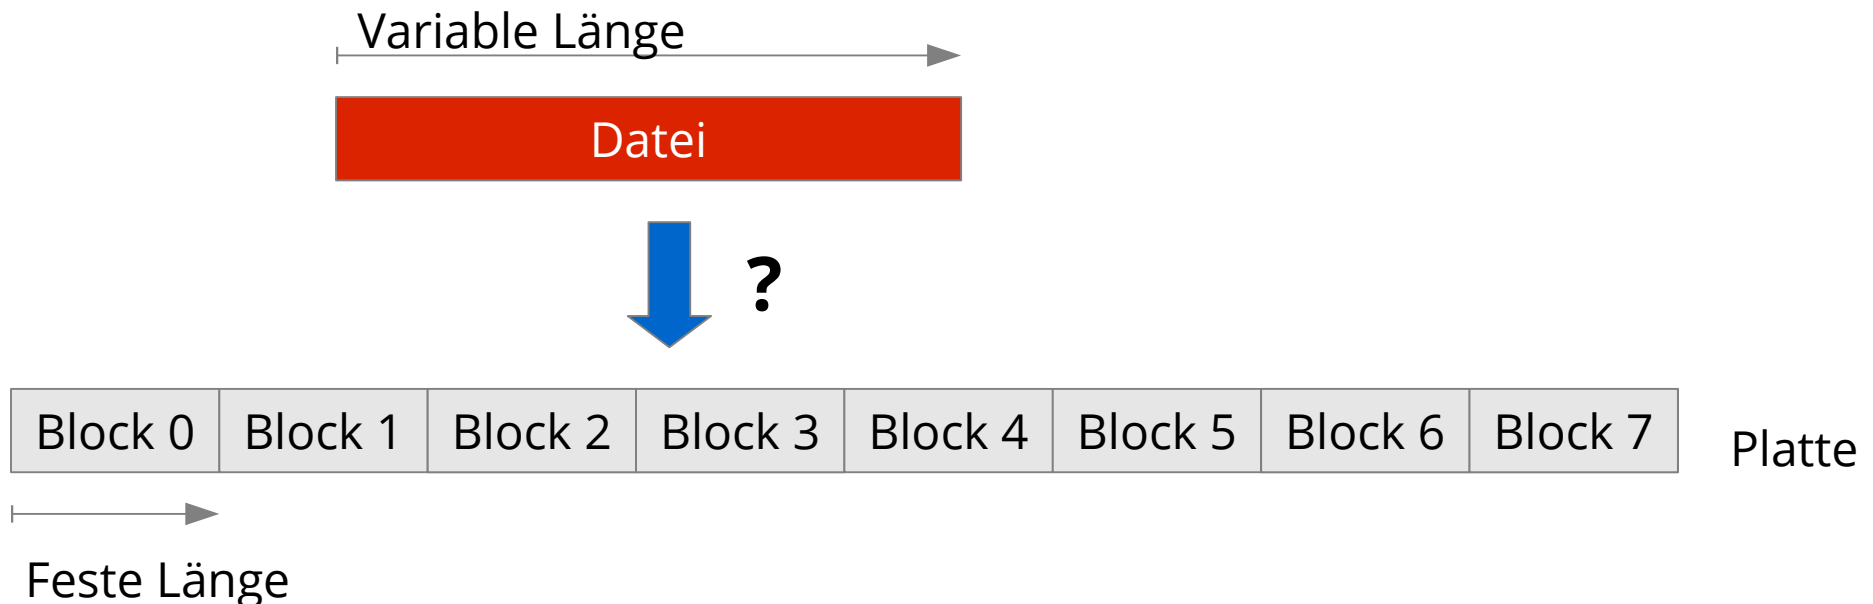 Variable Länge
Datei
?
Block 0 Block 1 Block 2 Block 3 Block 4 Block 5 Block 6 Block 7 Platte
Feste Länge